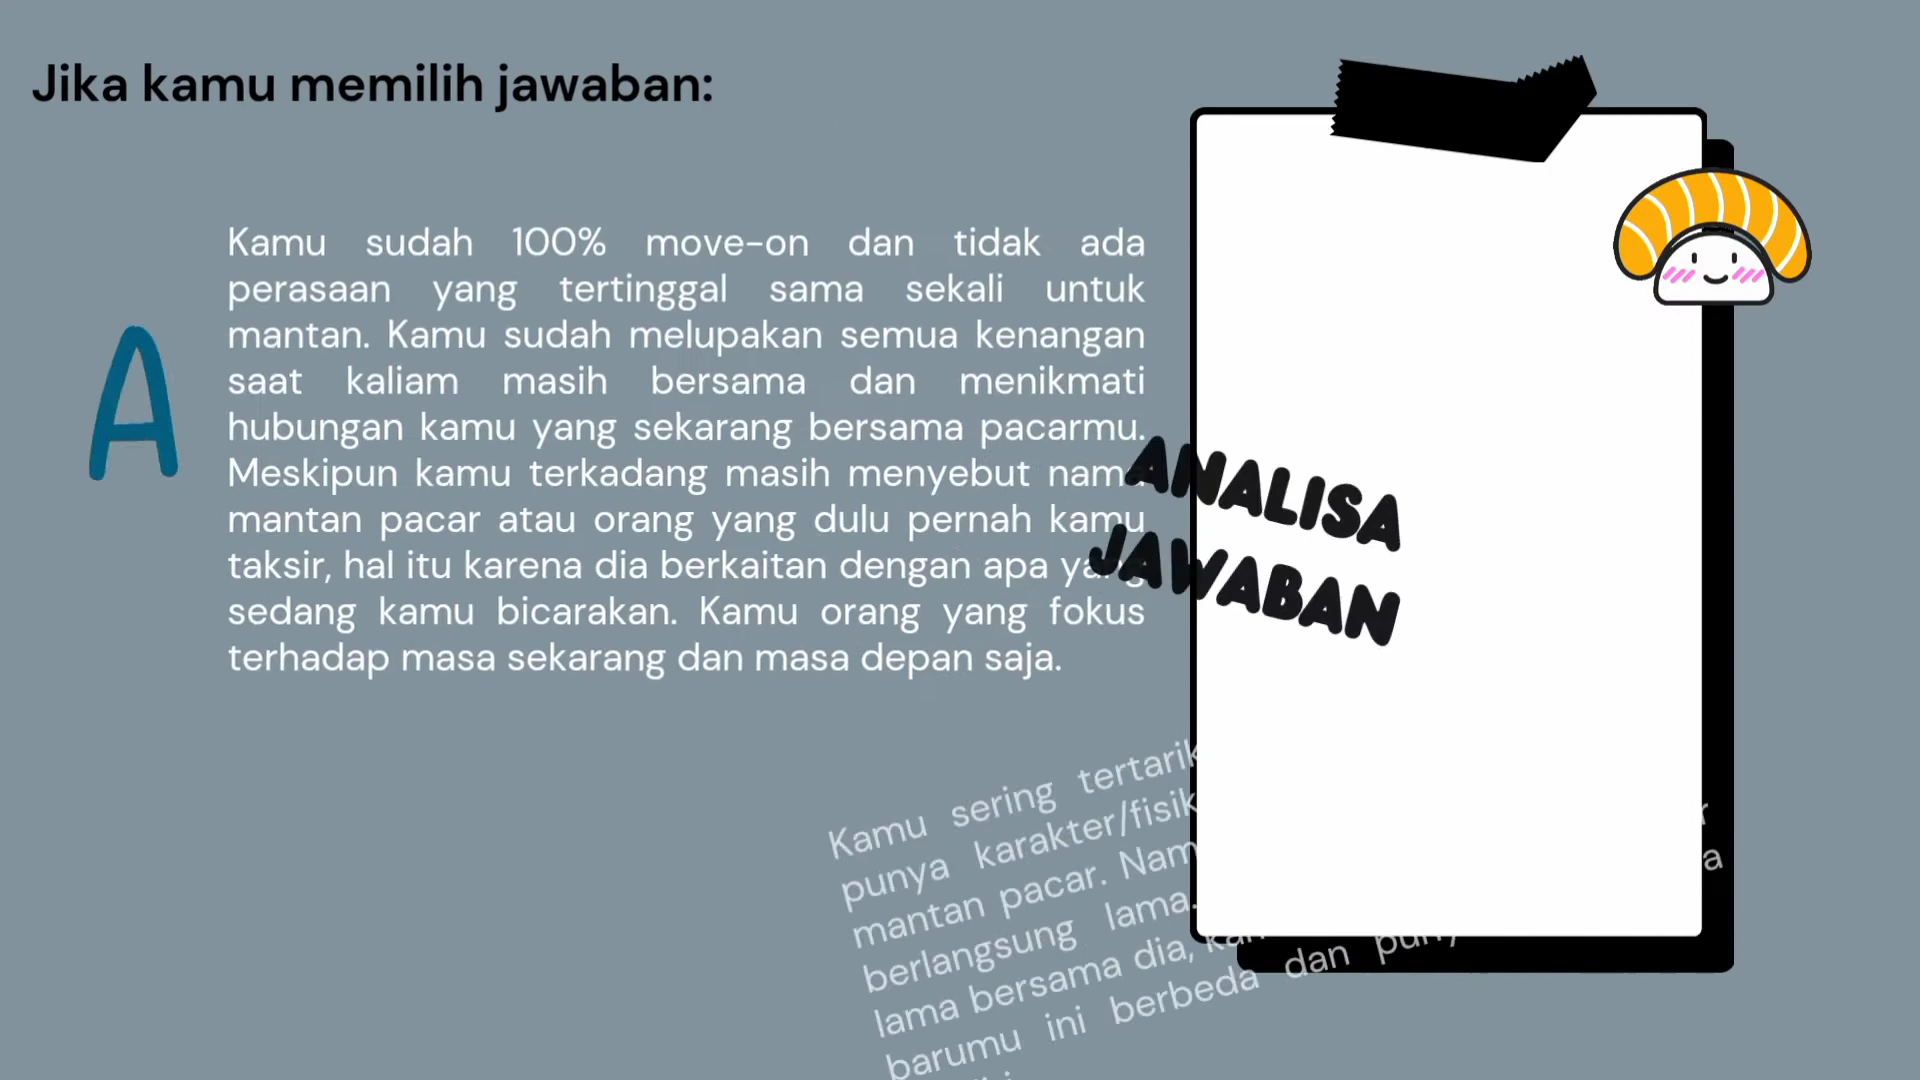 Jika kamu memilih jawaban:
A
Kamu sudah 100% move-on dan tidak ada
perasaan yang tertinggal sama sekali untuk
mantan. Kamu sudah melupakan semua kenangan
saat kaliam masih bersama dan menikmati
hubungan kamu yang sekarang bersama pacarmu.
Meskipun kamu terkadang masih menyebut nama
mantan pacar atau orang yang dulu pernah kamu
taksir, hal itu karena dia berkaitan dengan apa yang
sedang kamu bicarakan. Kamu orang yang fokus
terhadap masa sekarang dan masa depan saja.
ANALISA
JAWABAN
Kamu sering tertarik
punya karakter/fisik
mantan pacar.
berlangsung lama.
lama bersama dia,
barumu ini berbeda dan